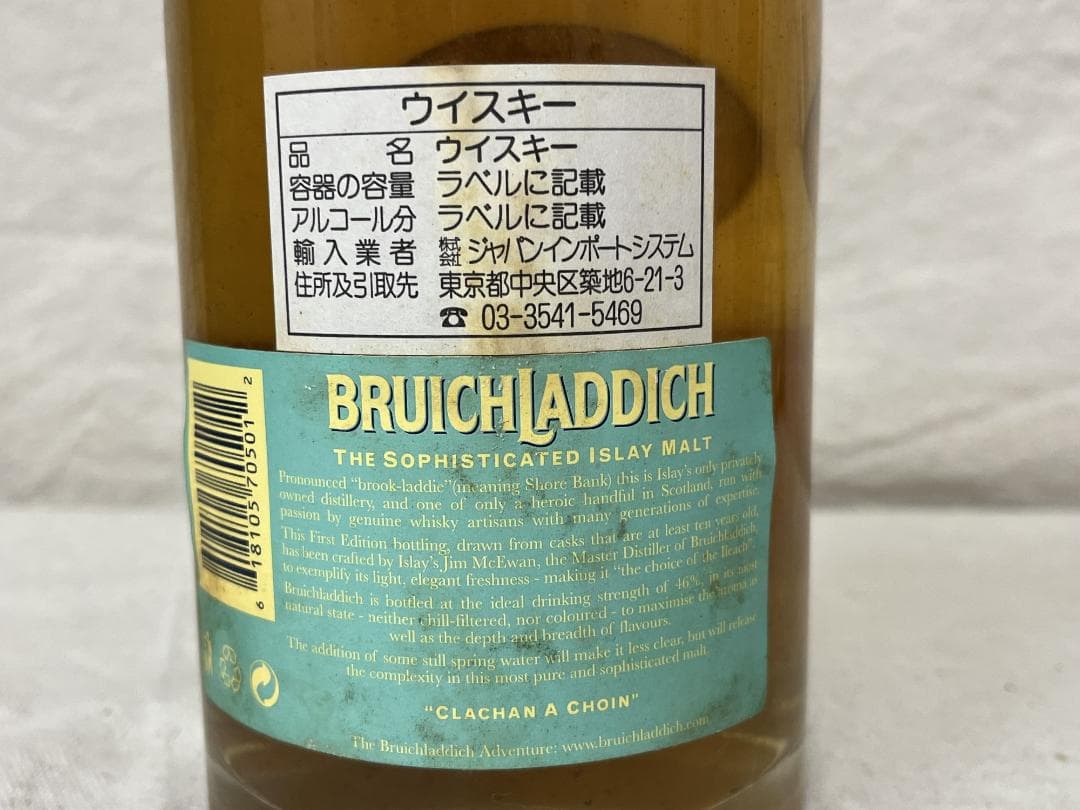 ウイスキー
品 名 ウイスキー
容器の容量 ラベルに記載
アルコール分 ラベルに記載
輸入業者 株式会社 ジャパンインポートシステム
住所及引取先 東京都中央区築地6-21-3
☎ 03-3541-5469
BRUICHLADDICH
THE SOPHISTICATED ISLAY MALT
Pronounced "brook-laddie" (meaning Shore Bank) this is Islay's only privately
owned distillery, and one of only a heroic handful in Scotland, run with
passion by genuine whisky artisans with many generations of expertise.
This First Edition bottling, drawn from casks that are at least ten years old,
has been crafted by Islay's Jim McEwan, the Master Distiller of Bruichladdich,
to exemplify its light, elegant freshness - making it "the choice of the Ileach".
Bruichladdich is bottled at the ideal drinking strength of 46%, in its most
natural state - neither chill-filtered, nor coloured - to maximise the aroma as
well as the depth and breadth of flavours.
The addition of some still spring water will make it less clear, but will release
the complexity in this most pure and sophisticated malt.
"CLACHAN A CHOIN"
The Bruichladdich Adventure: www.bruichladdich.com
6 18105 70501 2